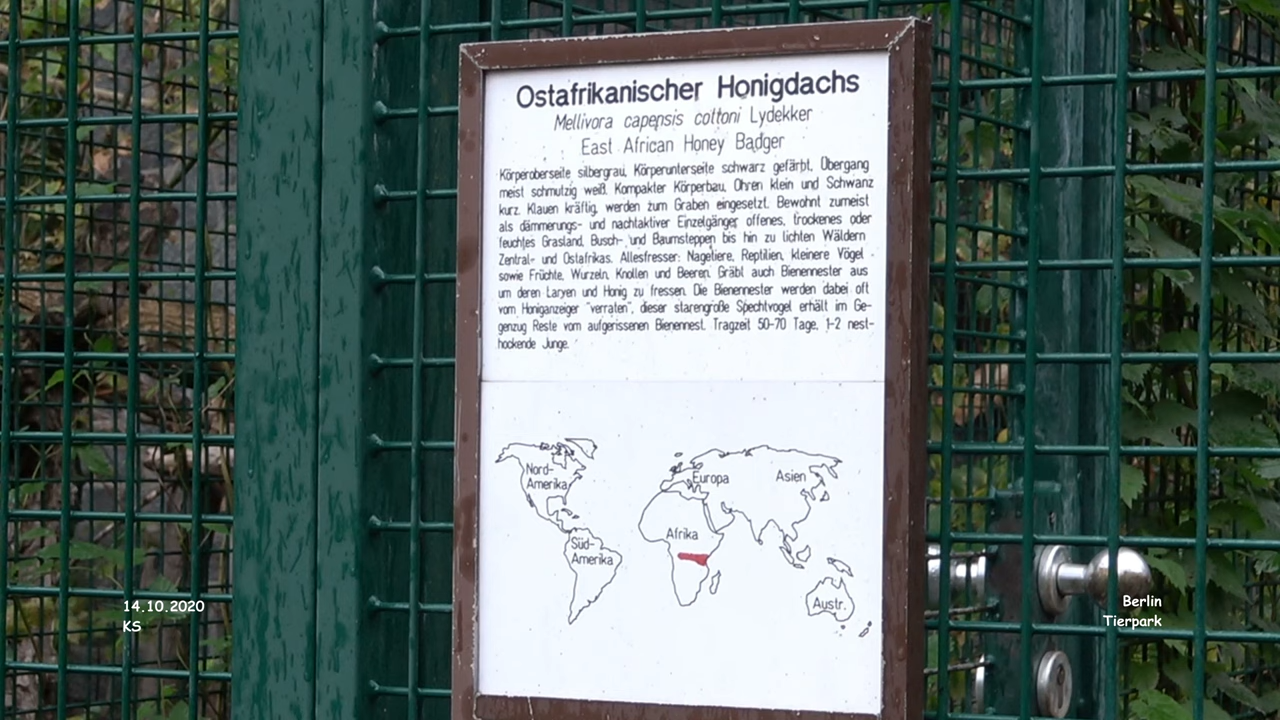 Ostafrikanischer Honigdachs
Mellivora capensis cottoni Lydekker
East African Honey Badger
Körperoberseite silbergrau, Körperunterseite schwarz gefärbt, Übergang
meist schmutzig weiß. Kompakter Körperbau, Ohren klein und Schwanz
kurz. Klauen kräftig, werden zum Graben eingesetzt. Bewohnt zumeist
als dämmerungs- und nachtaktiver Einzelgänger offenes, trockenes oder
feuchtes Grasland, Busch- und Baumsteppen bis hin zu lichten Wäldern
Zentral- und Ostafrikas. Allesfresser: Nagetiere, Reptilien, kleinere Vögel
sowie Früchte, Wurzeln, Knollen und Beeren. Gräbt auch Bienennester aus
um deren Larven und Honig zu fressen. Die Bienennester werden dabei oft
vom Honiganzeiger "verraten", dieser starengroße Spechtvogel erhält im Ge-
genzug Reste vom aufgerissenen Bienennest. Tragzeit 50-70 Tage, 1-2 nest-
hockende Junge.
Nord-
Amerika
Europa
Asien
Afrika
Süd-
Amerika
Austr.
14.10.2020
KS
Berlin
Tierpark